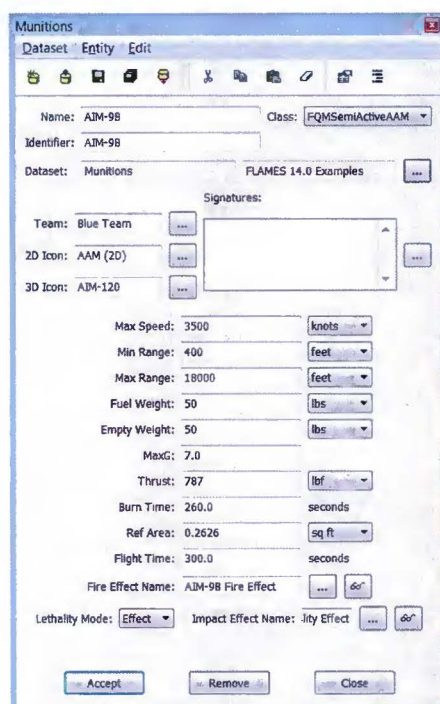 Munitions
Dataset Entity Edit
Name: AIM-9B Class: FQMSemiActiveAAM
Identifier: AIM-9B
Dataset: Munitions FLAMES 14.0 Examples ...
Signatures:
Team: Blue Team ...
2D Icon: AAM (2D) ... ...
3D Icon: AIM-120 ...
Max Speed: 3500 knots
Min Range: 400 feet
Max Range: 18000 feet
Fuel Weight: 50 lbs
Empty Weight: 50 lbs
MaxG: 7.0
Thrust: 787 lbf
Burn Time: 260.0 seconds
Ref Area: 0.2626 sq ft
Flight Time: 300.0 seconds
Fire Effect Name: AIM-9B Fire Effect ...
Lethality Mode: Effect Impact Effect Name: lity Effect ...
Accept Remove Close